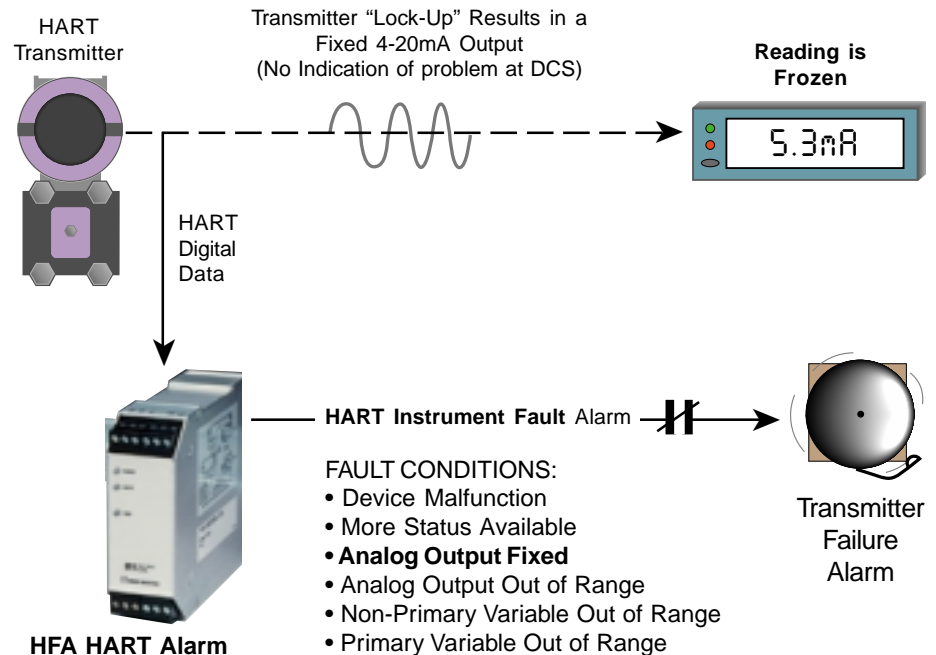 HART
Transmitter
Transmitter “Lock-Up” Results in a
Fixed 4-20mA Output
(No Indication of problem at DCS)
Reading is
Frozen
5.3mA
HART
Digital
Data
HART Instrument Fault Alarm
FAULT CONDITIONS:
• Device Malfunction
• More Status Available
• Analog Output Fixed
• Analog Output Out of Range
• Non-Primary Variable Out of Range
• Primary Variable Out of Range
Transmitter
Failure
Alarm
HFA HART Alarm